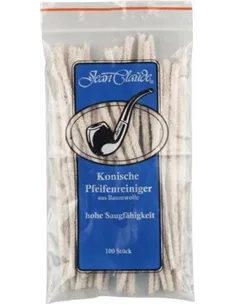 Jean Claude
Konische
Pfeifenreiniger
aus Baumwolle
hohe Saugfähigkeit
100 Stück